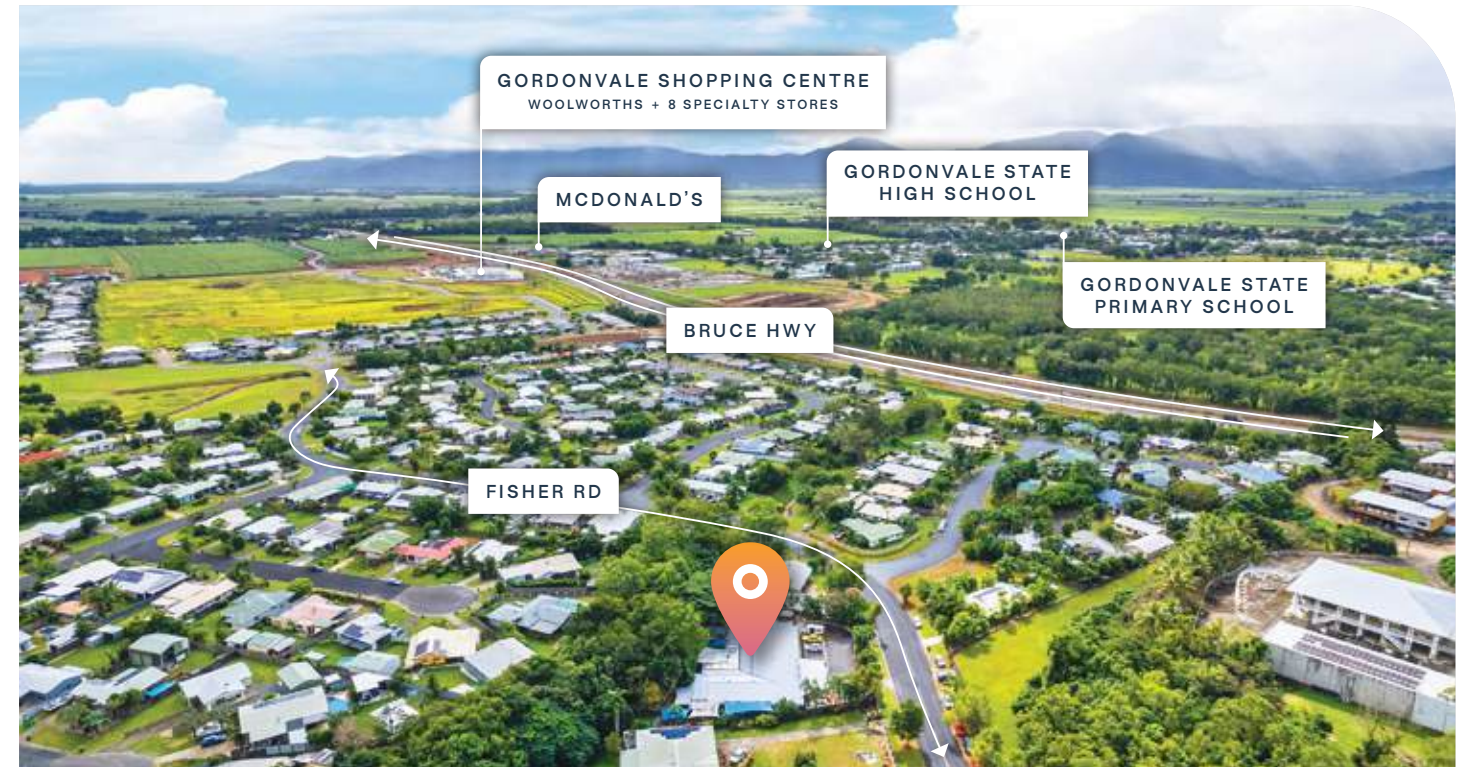 GORDONVALE SHOPPING CENTRE
WOOLWORTHS + 8 SPECIALTY STORES
MCDONALD'S
GORDONVALE STATE
HIGH SCHOOL
GORDONVALE STATE
PRIMARY SCHOOL
BRUCE HWY
FISHER RD